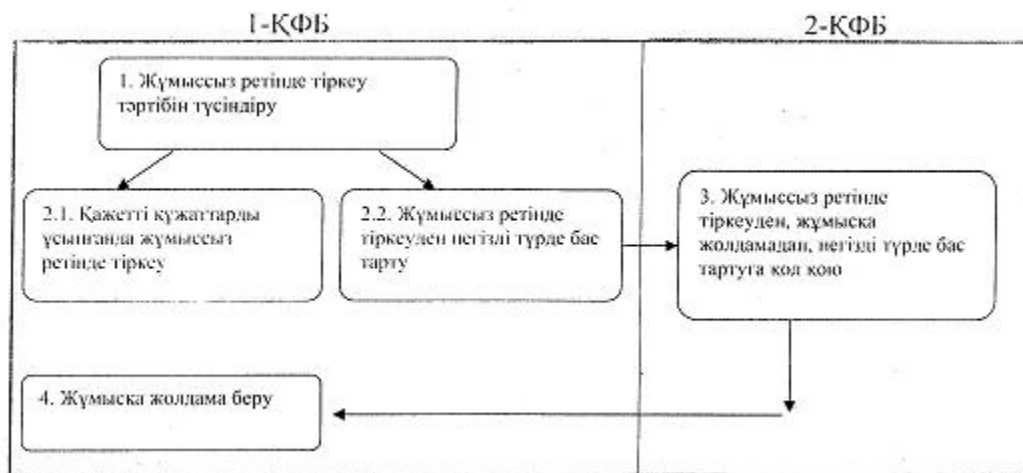 1-ҚФБ
2-ҚФБ
1. Жұмыссыз ретінде тіркеу
тәртібін түсіндіру
2.1. Қажетті құжаттарды
ұсынғанда жұмыссыз
ретінде тіркеу
2.2. Жұмыссыз ретінде
тіркеуден негізді түрде бас
тарту
3. Жұмыссыз ретінде
тіркеуден, жұмысқа
жолдамадан, негізді түрде бас
тартуға қол қою
4. Жұмысқа жолдама беру